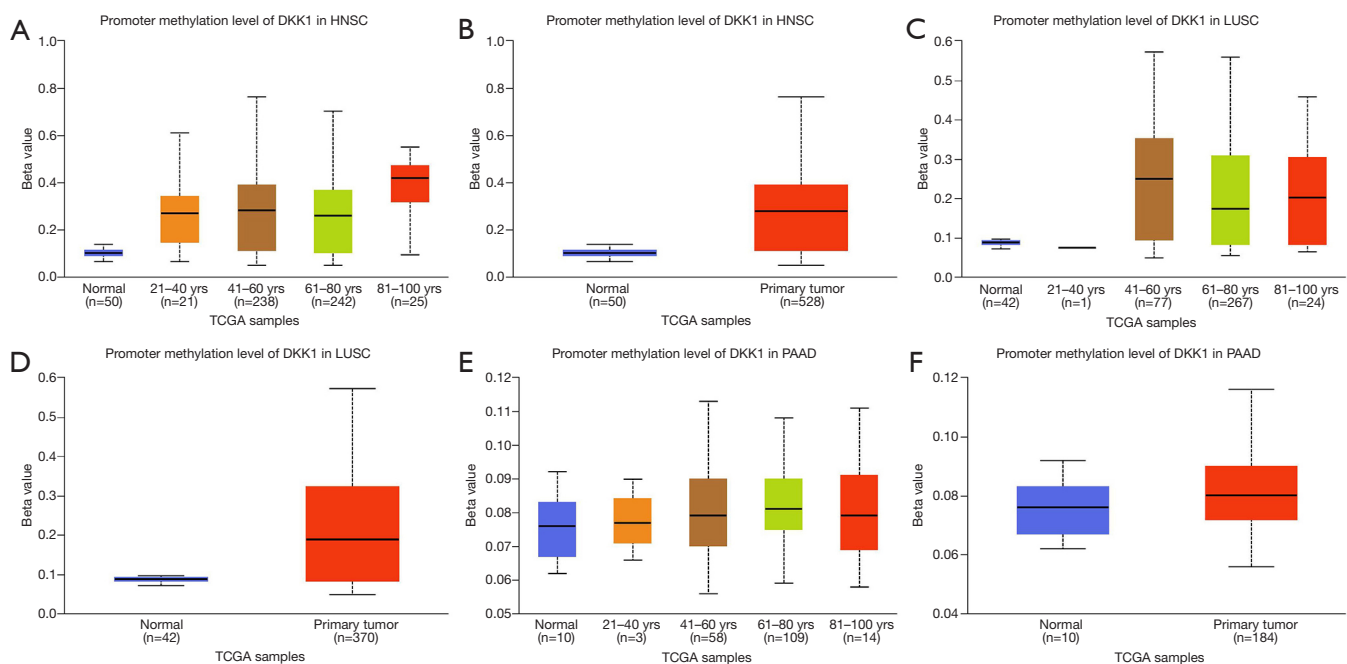 A
Promoter methylation level of DKK1 in HNSC
Beta value
1.0
0.8
0.6
0.4
0.2
0.0
Normal 21–40 yrs 41–60 yrs 61–80 yrs 81–100 yrs
(n=50) (n=21) (n=238) (n=242) (n=25)
TCGA samples
B
Promoter methylation level of DKK1 in HNSC
Beta value
1.0
0.8
0.6
0.4
0.2
0.0
Normal Primary tumor
(n=50) (n=528)
TCGA samples
C
Promoter methylation level of DKK1 in LUSC
Beta value
0.6
0.5
0.4
0.3
0.2
0.1
0.0
Normal 21–40 yrs 41–60 yrs 61–80 yrs 81–100 yrs
(n=42) (n=1) (n=77) (n=267) (n=24)
TCGA samples
D
Promoter methylation level of DKK1 in LUSC
Beta value
0.6
0.5
0.4
0.3
0.2
0.1
0.0
Normal Primary tumor
(n=42) (n=370)
TCGA samples
E
Promoter methylation level of DKK1 in PAAD
Beta value
0.12
0.11
0.10
0.09
0.08
0.07
0.06
0.05
Normal 21–40 yrs 41–60 yrs 61–80 yrs 81–100 yrs
(n=10) (n=3) (n=58) (n=109) (n=14)
TCGA samples
F
Promoter methylation level of DKK1 in PAAD
Beta value
0.12
0.10
0.08
0.06
0.04
Normal Primary tumor
(n=10) (n=184)
TCGA samples